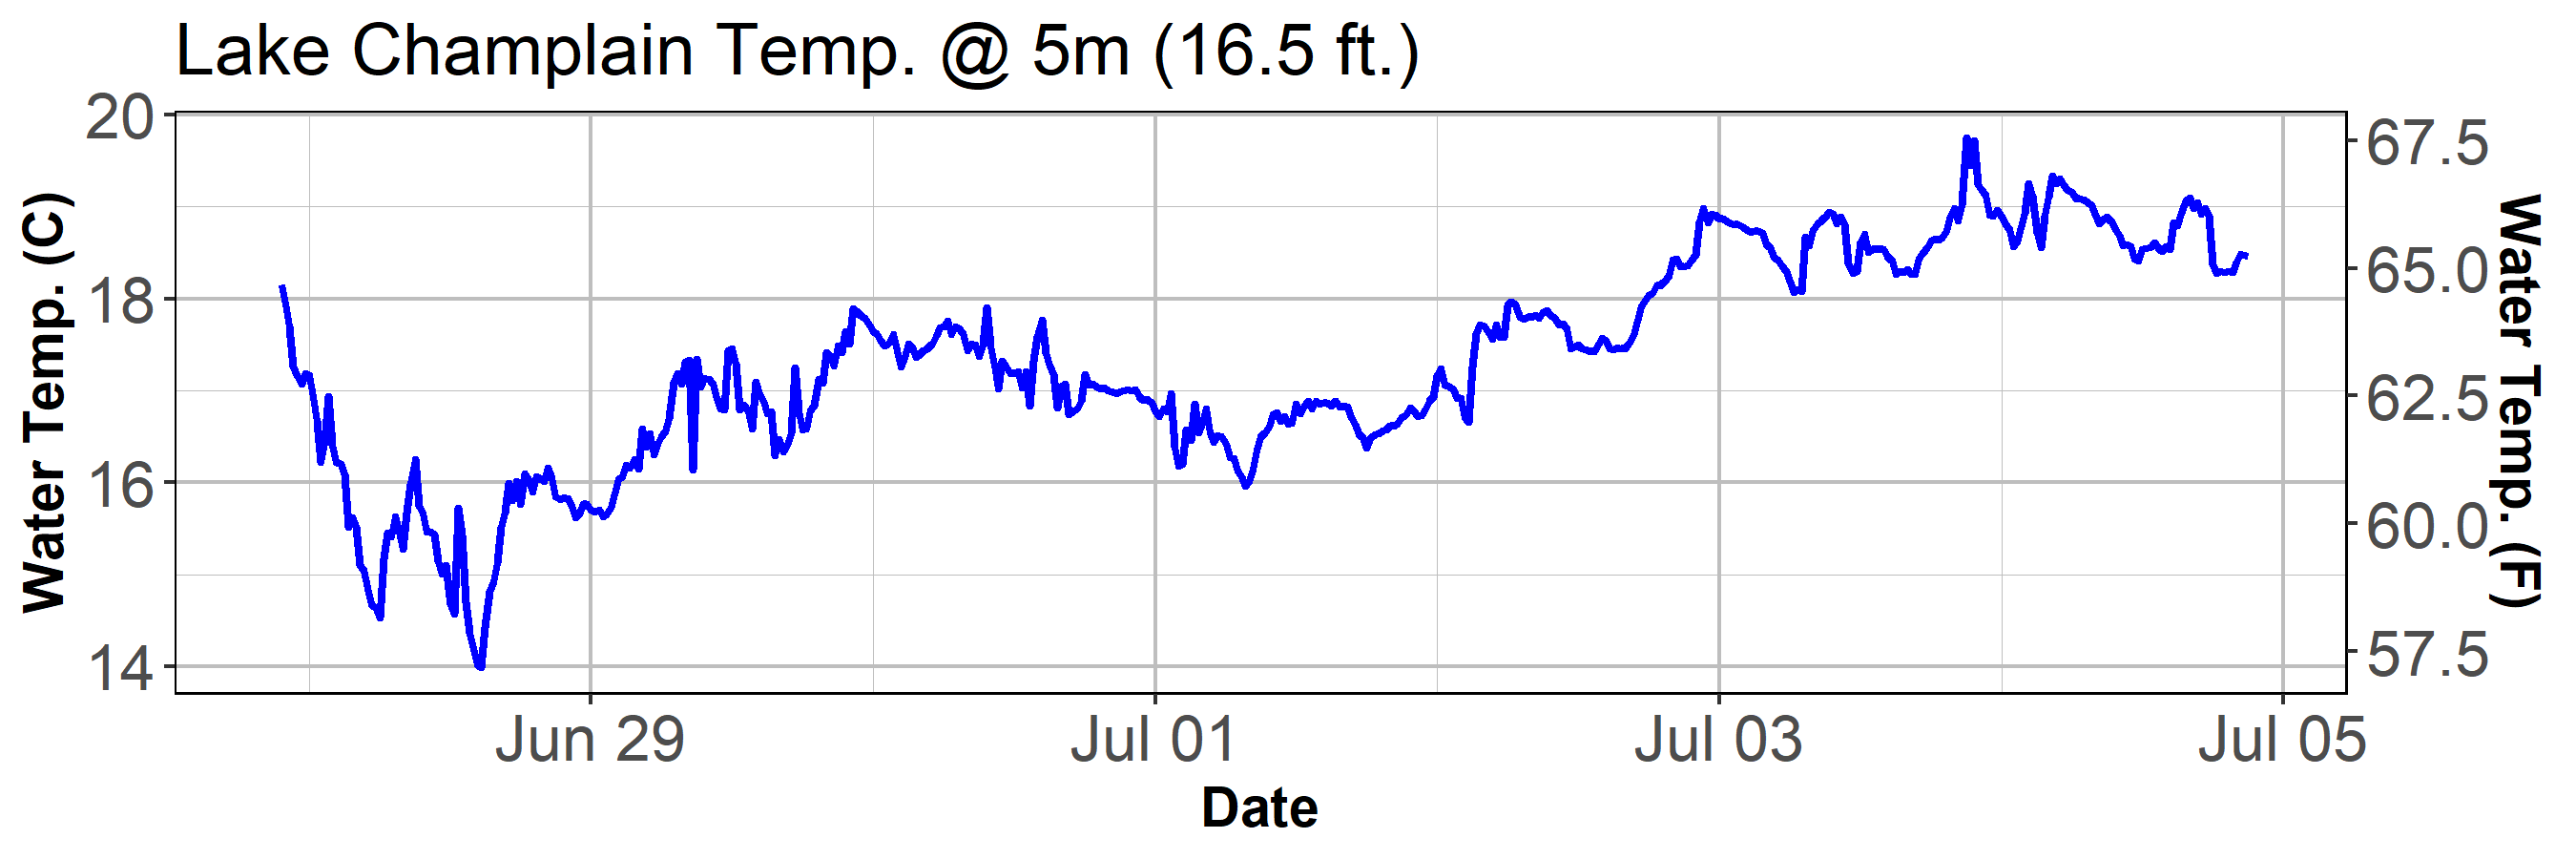 Lake Champlain Temp. @ 5m (16.5 ft.)
Water Temp. (C)
20
18
16
14
67.5
65.0
62.5
60.0
57.5
Water Temp. (F)
Jun 29
Jul 01
Jul 03
Jul 05
Date